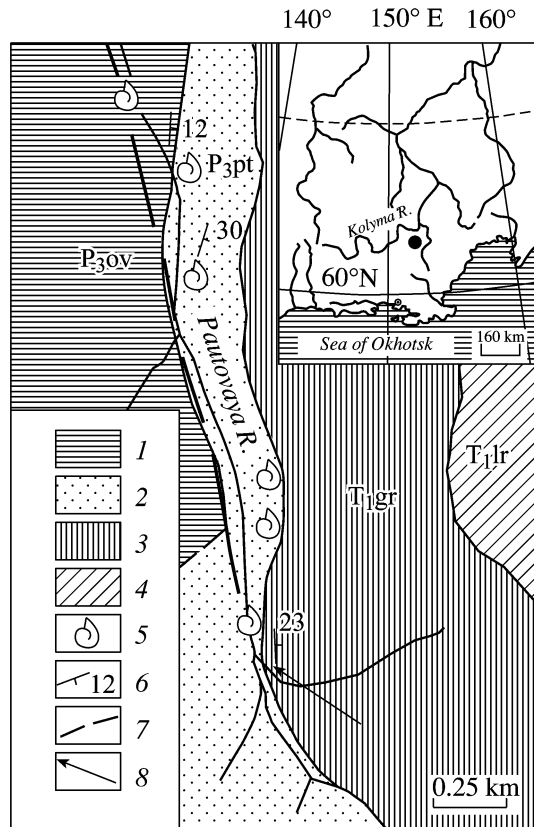 140° 150° E 160°
12
P3pt
30
Kolyma R.
P3ov
60°N
160 km
Sea of Okhotsk
Pautovaya R.
T1lr
T1gr
1
2
3
4
23
5
12 6
7
8
0.25 km